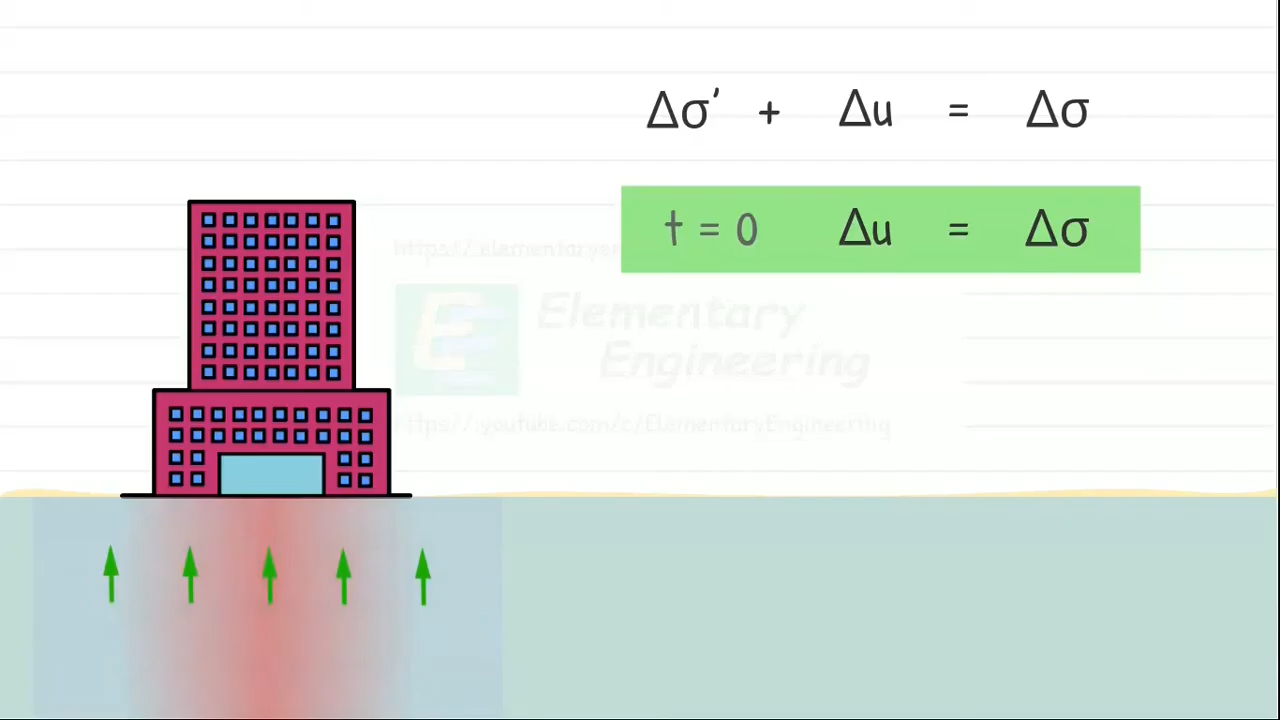 Δσ′ + Δu = Δσ
t = 0 Δu = Δσ
Elementary
Engineering
https://:youtube.com/c/ElementaryEngineering